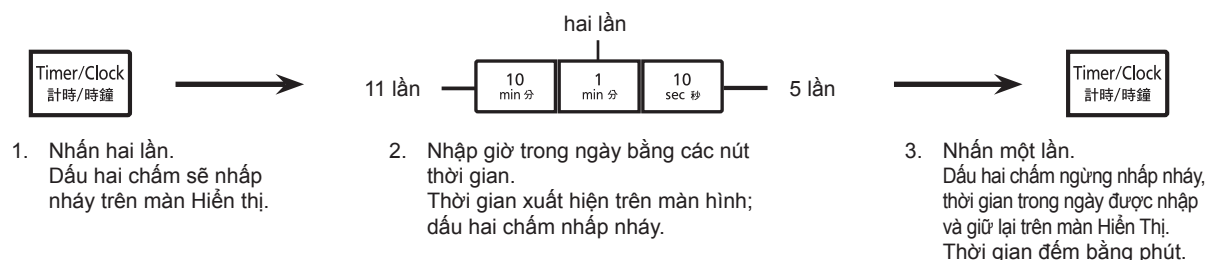 hai lần
Timer/Clock
計時/時鐘
11 lần
10
min 分
1
min 分
10
sec 秒
5 lần
Timer/Clock
計時/時鐘
1. Nhấn hai lần.
Dấu hai chấm sẽ nhấp
nháy trên màn Hiển thị.
2. Nhập giờ trong ngày bằng các nút
thời gian.
Thời gian xuất hiện trên màn hình;
dấu hai chấm nhấp nháy.
3. Nhấn một lần.
Dấu hai chấm ngừng nhấp nháy,
thời gian trong ngày được nhập
và giữ lại trên màn Hiển Thị.
Thời gian đếm bằng phút.